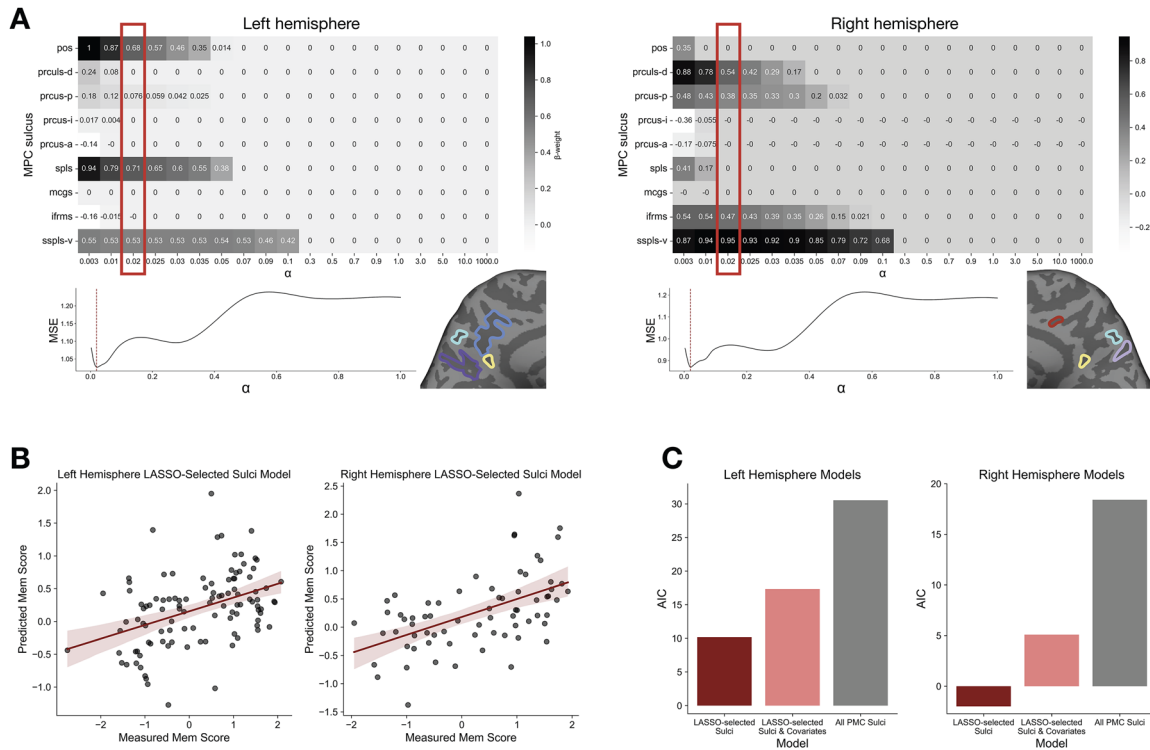 A
Left hemisphere
MPC sulcus
pos 1 0.87 0.68 0.57 0.46 0.35 0.014 0 0 0 0 0 0 0 0 0 0 0
prculs-d 0.24 0.08 0 0 0 0 0 0 0 0 0 0 0 0 0 0 0 0
prcus-p 0.18 0.12 0.076 0.059 0.042 0.025 0 0 0 0 0 0 0 0 0 0 0 0
prcus-i 0.017 0.004 0 0 0 0 0 0 0 0 0 0 0 0 0 0 0 0
prcus-a -0.14 -0 0 0 0 0 0 0 0 0 0 0 0 0 0 0 0 0
spls 0.94 0.79 0.71 0.65 0.6 0.55 0.38 0 0 0 0 0 0 0 0 0 0 0
mcgs 0 0 0 0 0 0 0 0 0 0 0 0 0 0 0 0 0 0
ifrms -0.16 -0.015 -0 0 0 0 0 0 0 0 0 0 0 0 0 0 0 0
sspls-v 0.55 0.53 0.53 0.53 0.53 0.54 0.54 0.53 0.46 0.42 0 0 0 0 0 0 0 0
0.003 0.01 0.02 0.025 0.03 0.035 0.05 0.07 0.09 0.1 0.3 0.5 0.9 1.0 3.0 5.0 10.0 1000.0
α
1.0
0.8
0.6
0.4
0.2
0.0
β-weight
Right hemisphere
MPC sulcus
pos 0.35 0 0 0 0 0 0 0 0 0 0 0 0 0 0 0 0 0
prculs-d 0.88 0.78 0.54 0.42 0.29 0.17 0 0 0 0 0 0 0 0 0 0 0 0
prcus-p 0.48 0.43 0.38 0.35 0.33 0.3 0.2 0.032 0 0 0 0 0 0 0 0 0 0
prcus-i -0.36 -0.055 -0 -0 -0 -0 -0 -0 -0 -0 -0 -0 -0 -0 -0 -0 -0 -0
prcus-a -0.17 -0.075 -0 -0 -0 -0 -0 -0 -0 -0 -0 -0 -0 -0 -0 -0 -0 -0
spls 0.41 0.17 0 0 0 0 0 0 0 0 0 0 0 0 0 0 0 0
mcgs -0 -0 0 0 0 0 0 0 0 0 0 0 0 0 0 0 0 0
ifrms 0.54 0.54 0.47 0.43 0.39 0.35 0.26 0.15 0.021 0 0 0 0 0 0 0 0 0
sspls-v 0.87 0.94 0.95 0.93 0.92 0.9 0.85 0.79 0.72 0.68 0 0 0 0 0 0 0 0
0.003 0.01 0.02 0.025 0.03 0.035 0.05 0.07 0.09 0.1 0.3 0.5 0.9 1.0 3.0 5.0 10.0 1000.0
α
0.8
0.6
0.4
0.2
0.0
-0.2
MSE
1.20
1.15
1.10
1.05
0.0 0.2 0.4 0.6 0.8 1.0
α
MSE
1.2
1.1
1.0
0.9
0.0 0.2 0.4 0.6 0.8 1.0
α
B
Left Hemisphere LASSO-Selected Sulci Model
Predicted Mem Score
2.0
1.5
1.0
0.5
0.0
-0.5
-1.0
-2 -1 0 1 2
Measured Mem Score
Right Hemisphere LASSO-Selected Sulci Model
Predicted Mem Score
2.5
2.0
1.5
1.0
0.5
0.0
-0.5
-1.0
-1.5
-2 -1 0 1 2
Measured Mem Score
C
Left Hemisphere Models
AIC
30
25
20
15
10
5
0
LASSO-selected
Sulci
LASSO-selected
Sulci & Covariates
All PMC Sulci
Model
Right Hemisphere Models
AIC
20
15
10
5
0
LASSO-selected
Sulci
LASSO-selected
Sulci & Covariates
All PMC Sulci
Model